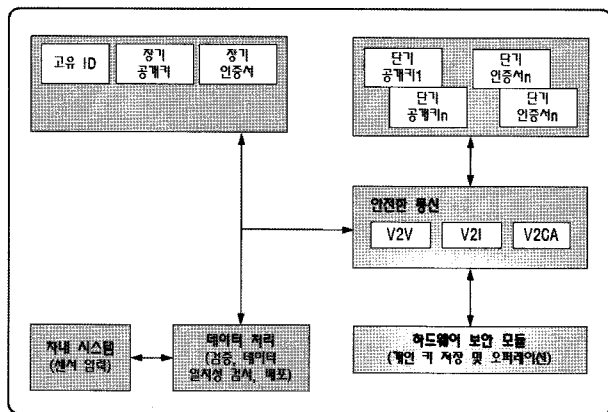 고유 ID
장기
공개키
장기
인증서
단기
공개키1
단기
인증서n
단기
공개키n
단기
인증서n
안전한 통신
V2V
V2I
V2CA
차내 시스템
(센서 입력)
데이터 처리
(검증, 데이터
일치성 검사, 배포)
하드웨어 보안 모듈
(개인 키 저장 및 오퍼레이션)